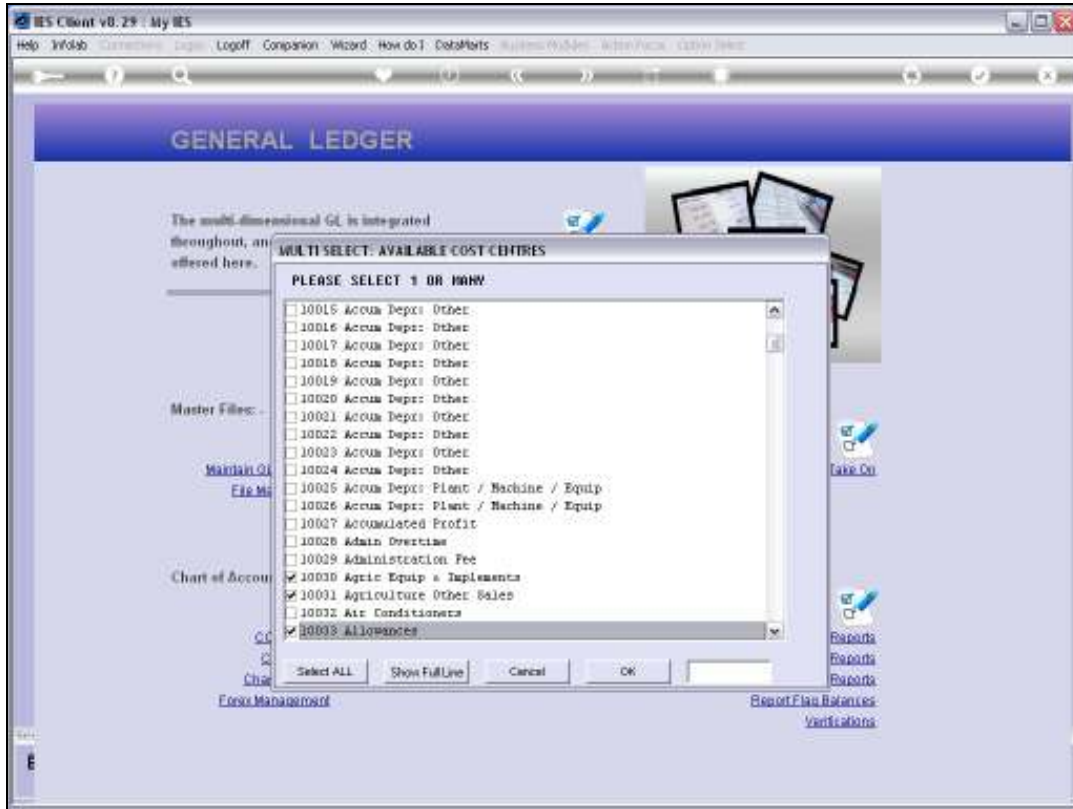 IES Client v8.29 : My IES
Help Infolab Logoff Companion Wizard How do I DataMarts
GENERAL LEDGER
The multi-dimensional GL is integrated
throughout, an
offered here.
MULTI SELECT: AVAILABLE COST CENTRES
PLEASE SELECT 1 OR MANY
10015 Accum Depr: Other
10016 Accum Depr: Other
10017 Accum Depr: Other
10018 Accum Depr: Other
10019 Accum Depr: Other
10020 Accum Depr: Other
10021 Accum Depr: Other
10022 Accum Depr: Other
10023 Accum Depr: Other
10024 Accum Depr: Other
10025 Accum Depr: Plant / Machine / Equip
10026 Accum Depr: Plant / Machine / Equip
10027 Accumulated Profit
10028 Admin Overtime
10029 Administration Fee
10030 Agric Equip & Implements
10031 Agriculture Other Sales
10032 Air Conditioners
10033 Allowances
Select ALL Show Full Line Cancel OK
Master Files:
Maintain Gl
File Ma
Take On
Chart of Accou
Reports
Reports
Cha
Reports
Forex Management
Report Flag Balances
Verifications